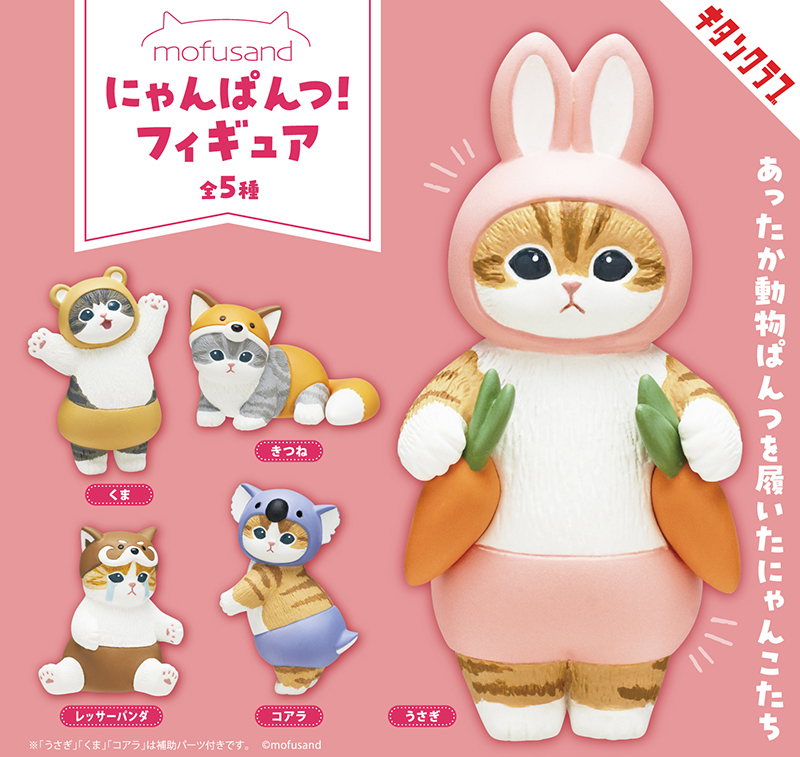 mofusand
にゃんぱんつ!
フィギュア
全5種
キタンクラブ
あったか動物ぱんつを履いたにゃんこたち
くま
きつね
レッサーパンダ
コアラ
うさぎ
※「うさぎ」「くま」「コアラ」は補助パーツ付きです。 ©mofusand